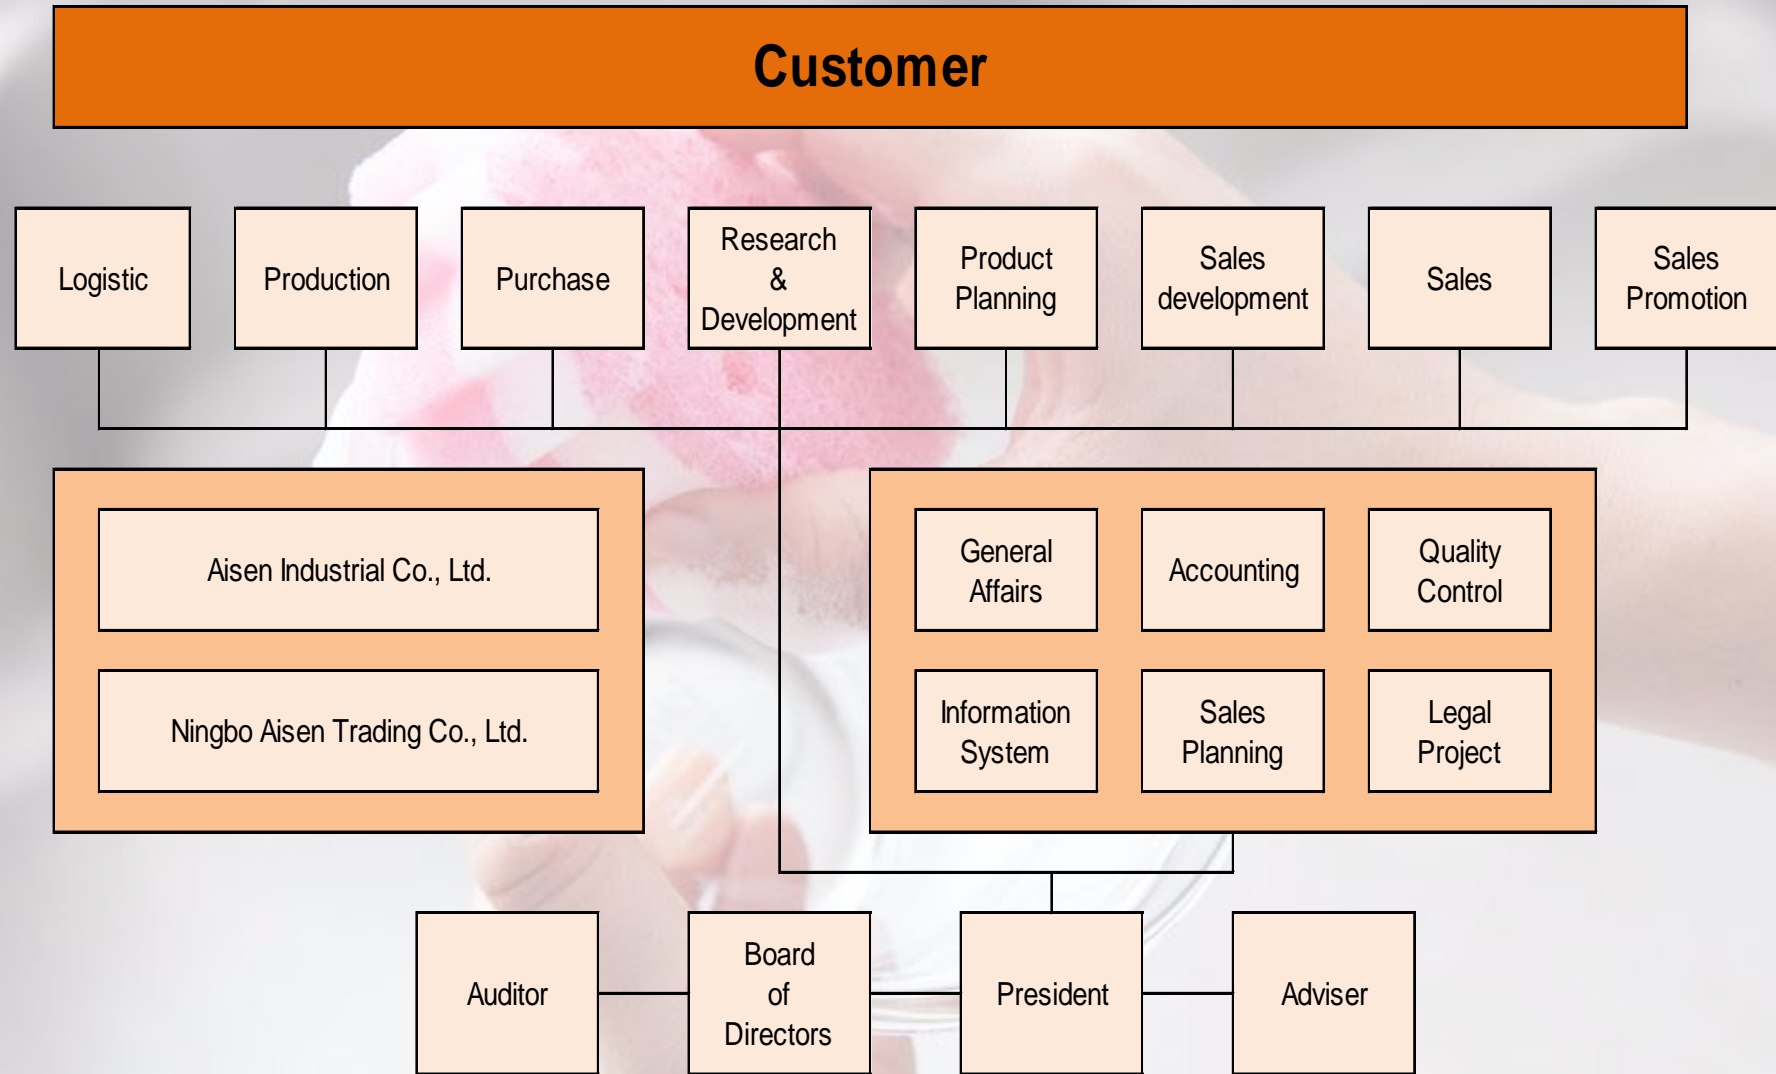 Customer
Logistic
Production
Purchase
Research
&
Development
Product
Planning
Sales
development
Sales
Sales
Promotion
Aisen Industrial Co., Ltd.
Ningbo Aisen Trading Co., Ltd.
General
Affairs
Accounting
Quality
Control
Information
System
Sales
Planning
Legal
Project
Auditor
Board
of
Directors
President
Adviser